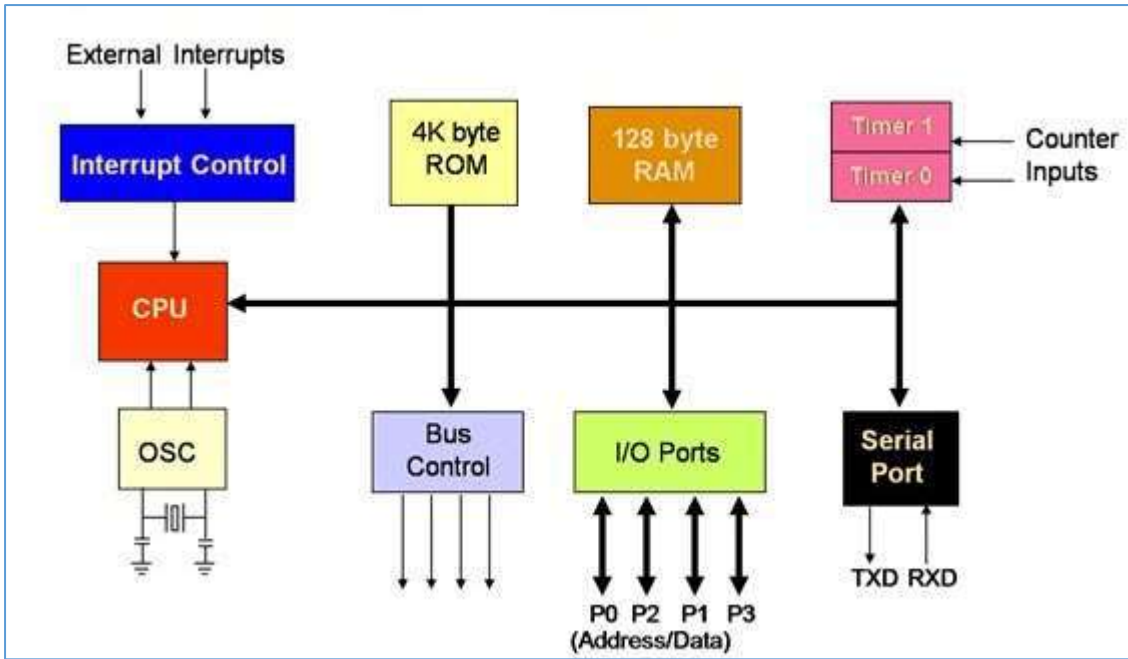 External Interrupts
Interrupt Control
4K byte
ROM
128 byte
RAM
Timer 1
Timer 0
Counter
Inputs
CPU
OSC
Bus
Control
I/O Ports
Serial
Port
TXD RXD
P0 P2 P1 P3
(Address/Data)